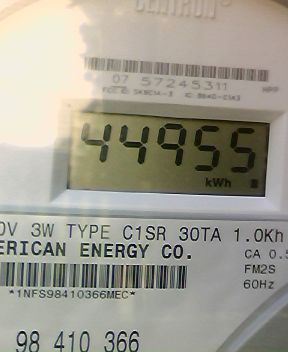 CENTRON®
07 57245311
44955
kWh
0V 3W TYPE C1SR 30TA 1.0Kh
ERICAN ENERGY CO.
CA 0.5
FM2S
60Hz
*1NFS98410366MEC*
98 410 366